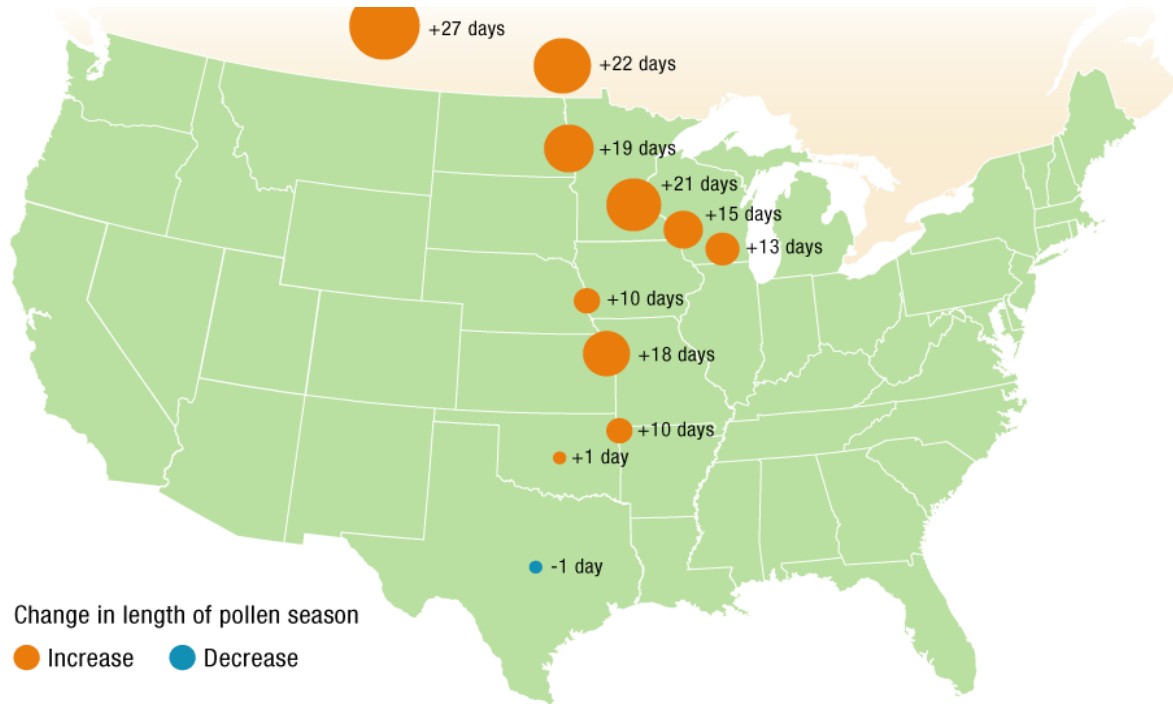 +27 days
+22 days
+19 days
+21 days
+15 days
+13 days
+10 days
+18 days
+10 days
+1 day
-1 day
Change in length of pollen season
Increase Decrease